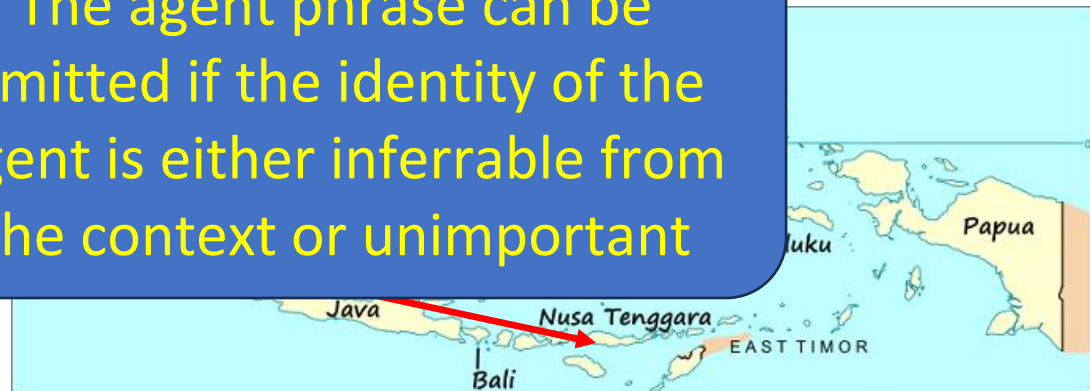 The agent phrase can be
mitted if the identity of the
gent is either inferrable from
he context or unimportant
Papua
luku
Java
Nusa Tenggara
EAST TIMOR
Bali